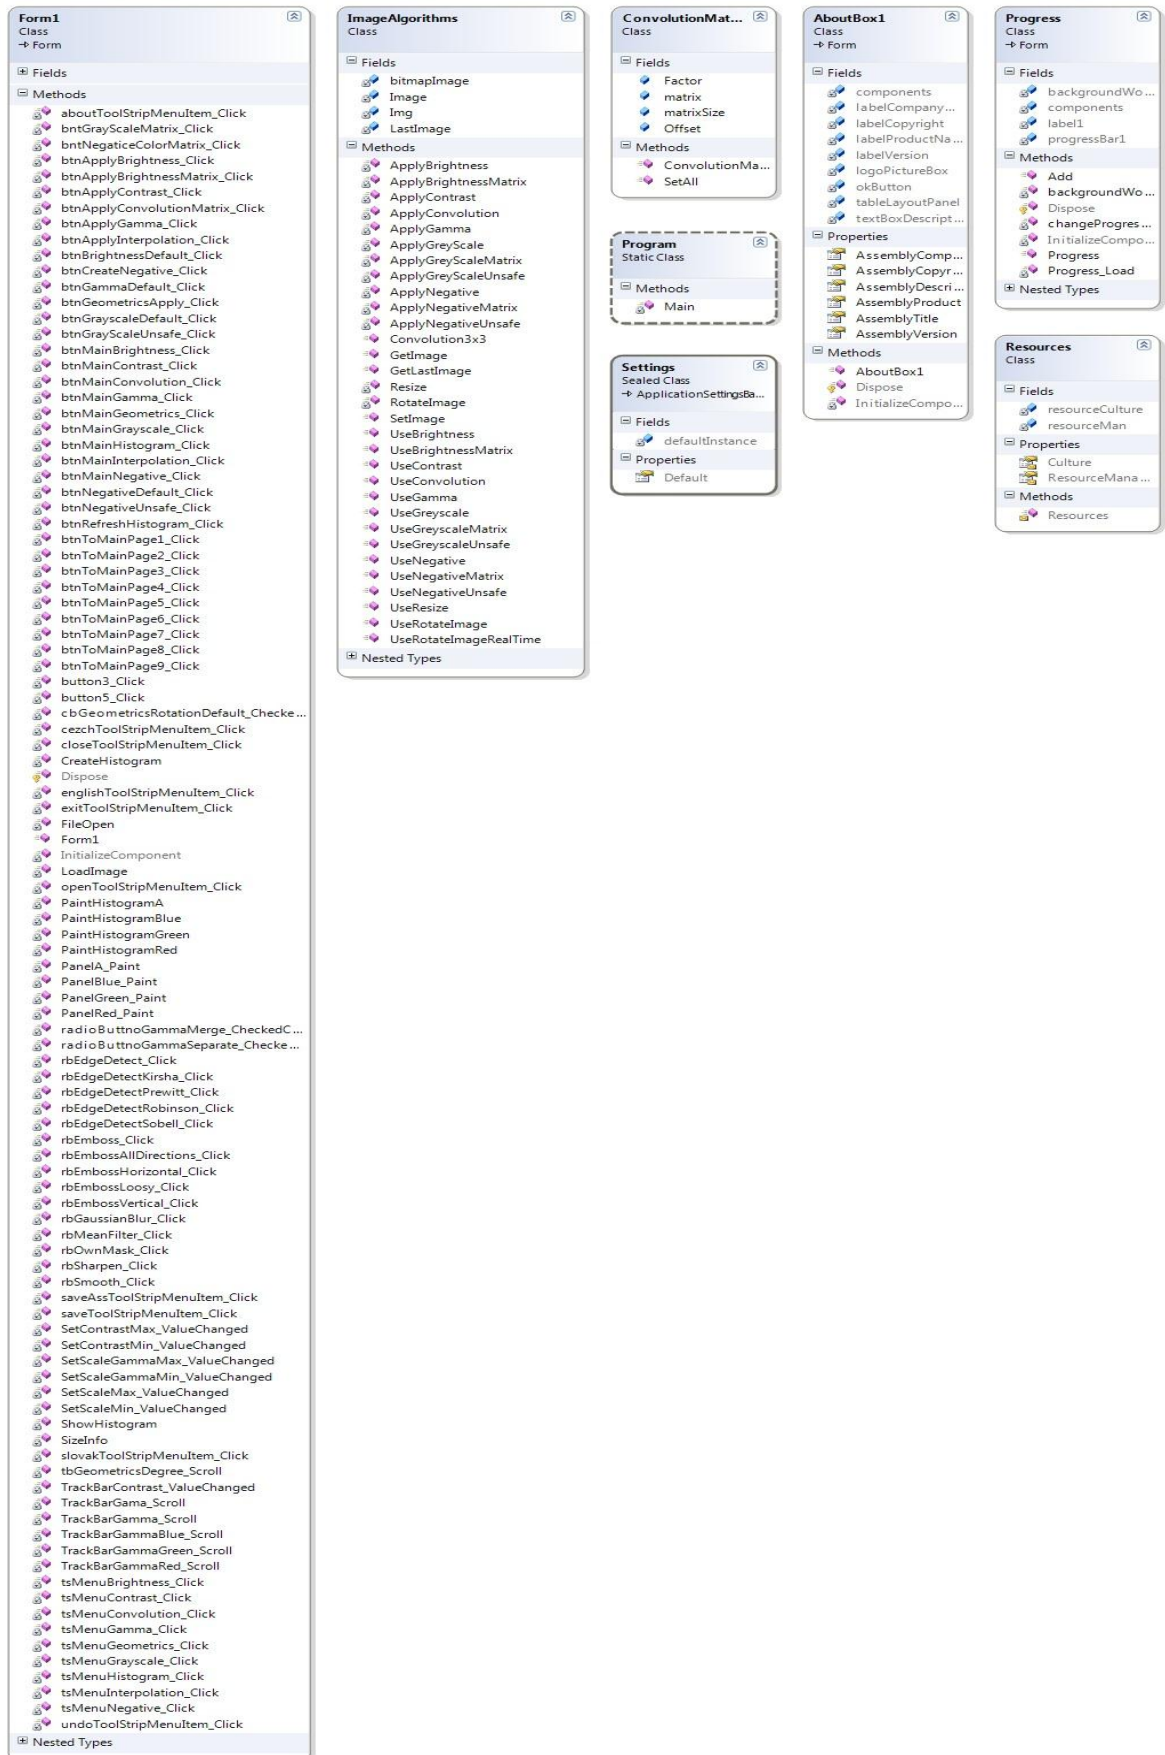 Form1
Class
Form
Fields
Methods
aboutToolStripMenuItem_Click
bntGrayScaleMatrix_Click
bntNegaticeColorMatrix_Click
btnApplyBrightness_Click
btnApplyBrightnessMatrix_Click
btnApplyContrast_Click
btnApplyConvolutionMatrix_Click
btnApplyGamma_Click
btnApplyInterpolation_Click
btnBrightnessDefault_Click
btnCreateNegative_Click
btnGammaDefault_Click
btnGeometricsApply_Click
btnGrayscaleDefault_Click
btnGrayScaleUnsafe_Click
btnMainBrightness_Click
btnMainContrast_Click
btnMainConvolution_Click
btnMainGamma_Click
btnMainGeometrics_Click
btnMainGrayscale_Click
btnMainHistogram_Click
btnMainInterpolation_Click
btnMainNegative_Click
btnNegativeDefault_Click
btnNegativeUnsafe_Click
btnRefreshHistogram_Click
btnToMainPage1_Click
btnToMainPage2_Click
btnToMainPage3_Click
btnToMainPage4_Click
btnToMainPage5_Click
btnToMainPage6_Click
btnToMainPage7_Click
btnToMainPage8_Click
btnToMainPage9_Click
button3_Click
button5_Click
cbGeometricsRotationDefault_Checke...
cezchToolStripMenuItem_Click
closeToolStripMenuItem_Click
CreateHistogram
Dispose
englishToolStripMenuItem_Click
exitToolStripMenuItem_Click
FileOpen
Form1
InitializeComponent
LoadImage
openToolStripMenuItem_Click
PaintHistogramA
PaintHistogramBlue
PaintHistogramGreen
PaintHistogramRed
PanelA_Paint
PanelBlue_Paint
PanelGreen_Paint
PanelRed_Paint
radioButtnoGammaMerge_CheckedC...
radioButtnoGammaSeparate_Checke...
rbEdgeDetect_Click
rbEdgeDetectKirsha_Click
rbEdgeDetectPrewitt_Click
rbEdgeDetectRobinson_Click
rbEdgeDetectSobell_Click
rbEmboss_Click
rbEmbossAllDirections_Click
rbEmbossHorizontal_Click
rbEmbossLoosy_Click
rbEmbossVertical_Click
rbGaussianBlur_Click
rbMeanFilter_Click
rbOwnMask_Click
rbSharpen_Click
rbSmooth_Click
saveAssToolStripMenuItem_Click
saveToolStripMenuItem_Click
SetContrastMax_ValueChanged
SetContrastMin_ValueChanged
SetScaleGammaMax_ValueChanged
SetScaleGammaMin_ValueChanged
SetScaleMax_ValueChanged
SetScaleMin_ValueChanged
ShowHistogram
SizeInfo
slovakToolStripMenuItem_Click
tbGeometricsDegree_Scroll
TrackBarContrast_ValueChanged
TrackBarGama_Scroll
TrackBarGamma_Scroll
TrackBarGammaBlue_Scroll
TrackBarGammaGreen_Scroll
TrackBarGammaRed_Scroll
tsMenuBrightness_Click
tsMenuContrast_Click
tsMenuConvolution_Click
tsMenuGamma_Click
tsMenuGeometrics_Click
tsMenuGrayscale_Click
tsMenuHistogram_Click
tsMenuInterpolation_Click
tsMenuNegative_Click
undoToolStripMenuItem_Click
Nested Types
ImageAlgorithms
Class
Fields
bitmapImage
Image
Img
LastImage
Methods
ApplyBrightness
ApplyBrightnessMatrix
ApplyContrast
ApplyConvolution
ApplyGamma
ApplyGreyScale
ApplyGreyScaleMatrix
ApplyGreyScaleUnsafe
ApplyNegative
ApplyNegativeMatrix
ApplyNegativeUnsafe
Convolution3x3
GetImage
GetLastImage
Resize
RotateImage
SetImage
UseBrightness
UseBrightnessMatrix
UseContrast
UseConvolution
UseGamma
UseGreyscale
UseGreyscaleMatrix
UseGreyscaleUnsafe
UseNegative
UseNegativeMatrix
UseNegativeUnsafe
UseResize
UseRotateImage
UseRotateImageRealTime
Nested Types
ConvolutionMat...
Class
Fields
Factor
matrix
matrixSize
Offset
Methods
ConvolutionMa...
SetAll
Program
Static Class
Methods
Main
Settings
Sealed Class
ApplicationSettingsBa...
Fields
defaultInstance
Properties
Default
AboutBox1
Class
Form
Fields
components
labelCompany...
labelCopyright
labelProductNa...
labelVersion
logoPictureBox
okButton
tableLayoutPanel
textBoxDescript...
Properties
AssemblyComp...
AssemblyCopyr...
AssemblyDescri...
AssemblyProduct
AssemblyTitle
AssemblyVersion
Methods
AboutBox1
Dispose
InitializeCompo...
Progress
Class
Form
Fields
backgroundWo...
components
label1
progressBar1
Methods
Add
backgroundWo...
Dispose
changeProgres...
InitializeCompo...
Progress
Progress_Load
Nested Types
Resources
Class
Fields
resourceCulture
resourceMan
Properties
Culture
ResourceMana...
Methods
Resources